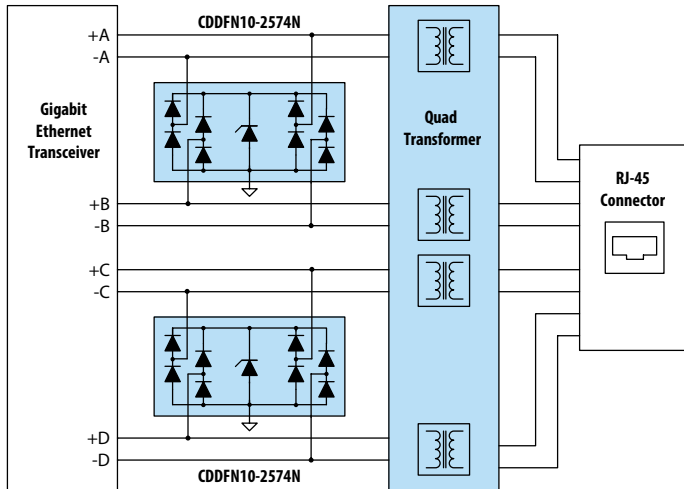 CDDFN10-2574N
+A
-A
Gigabit
Ethernet
Transceiver
Quad
Transformer
RJ-45
Connector
+B
-B
+C
-C
+D
-D
CDDFN10-2574N